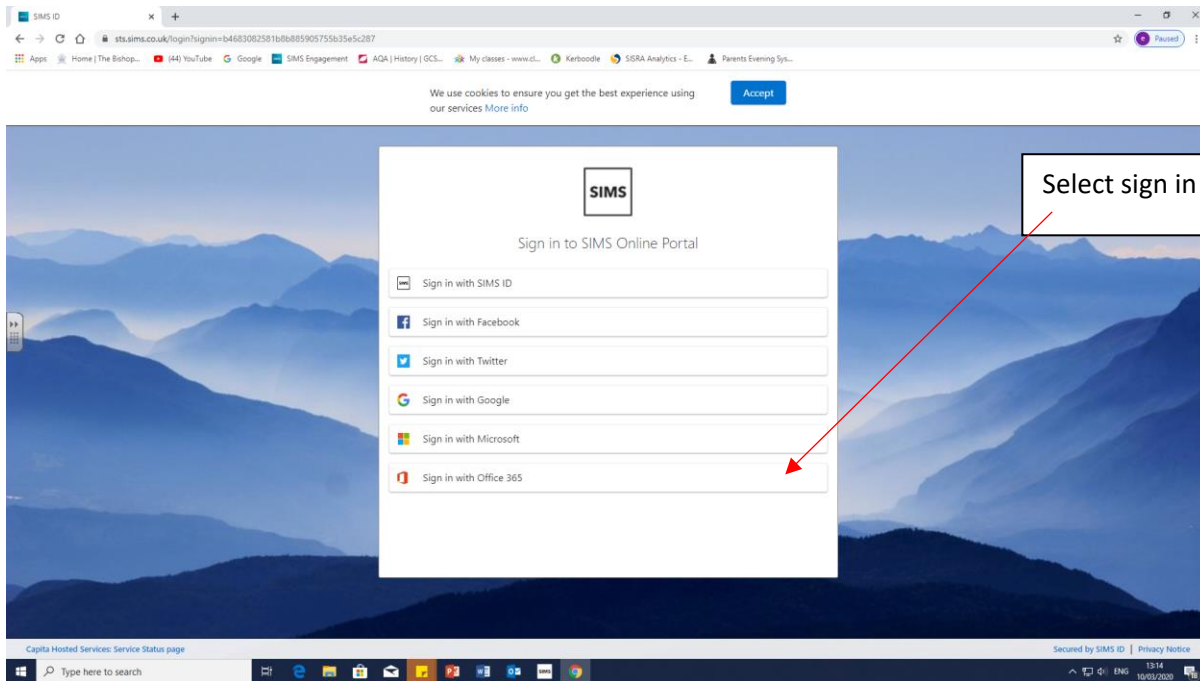 SIMS ID
sts.sims.co.uk/login?signin=b4683082581b8b885905755b35e5c287
Paused
Apps
Home | The Bishop...
(44) YouTube
Google
SIMS Engagement
AQA | History | GCS...
My classes - www.cl...
Kerboodle
SISRA Analytics - E...
Parents Evening Sys...
We use cookies to ensure you get the best experience using
our services More info
Accept
SIMS
Select sign in
Sign in to SIMS Online Portal
Sign in with SIMS ID
Sign in with Facebook
Sign in with Twitter
Sign in with Google
Sign in with Microsoft
Sign in with Office 365
Capita Hosted Services: Service Status page
Secured by SIMS ID | Privacy Notice
Type here to search
ENG
13:14
10/03/2020